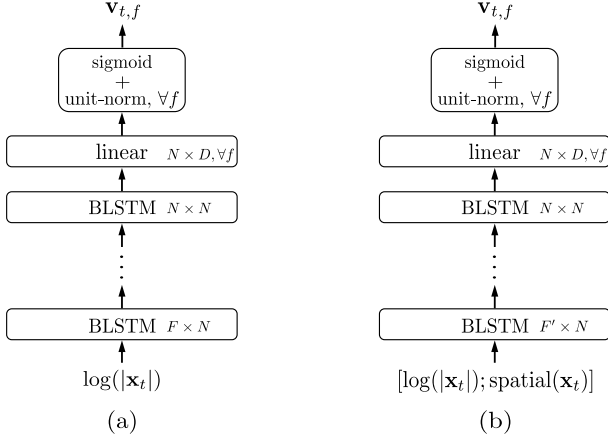 𝐯_{t,f}
sigmoid
+
unit-norm, ∀f
linear N × D, ∀f
BLSTM N × N
⋮
BLSTM F × N
log(|𝐱_t|)
(a)
𝐯_{t,f}
sigmoid
+
unit-norm, ∀f
linear N × D, ∀f
BLSTM N × N
⋮
BLSTM F′ × N
[log(|𝐱_t|); spatial(𝐱_t)]
(b)